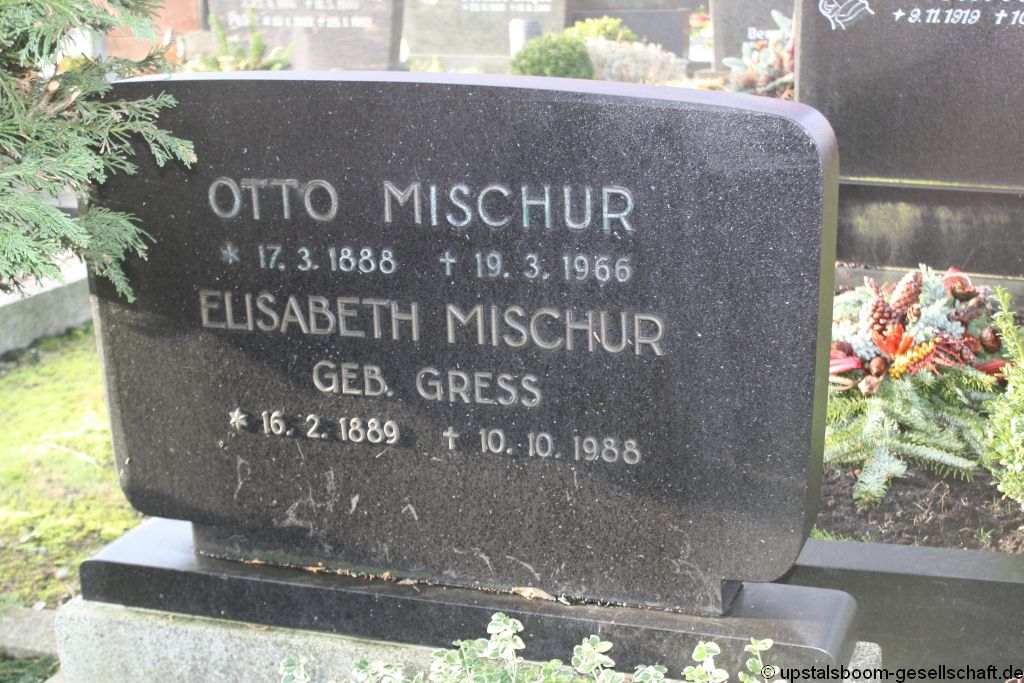 * 9.11.1919
OTTO MISCHUR
* 17. 3. 1888 † 19. 3. 1966
ELISABETH MISCHUR
GEB. GRESS
* 16. 2. 1889 † 10. 10. 1988
© upstalsboom-gesellschaft.de